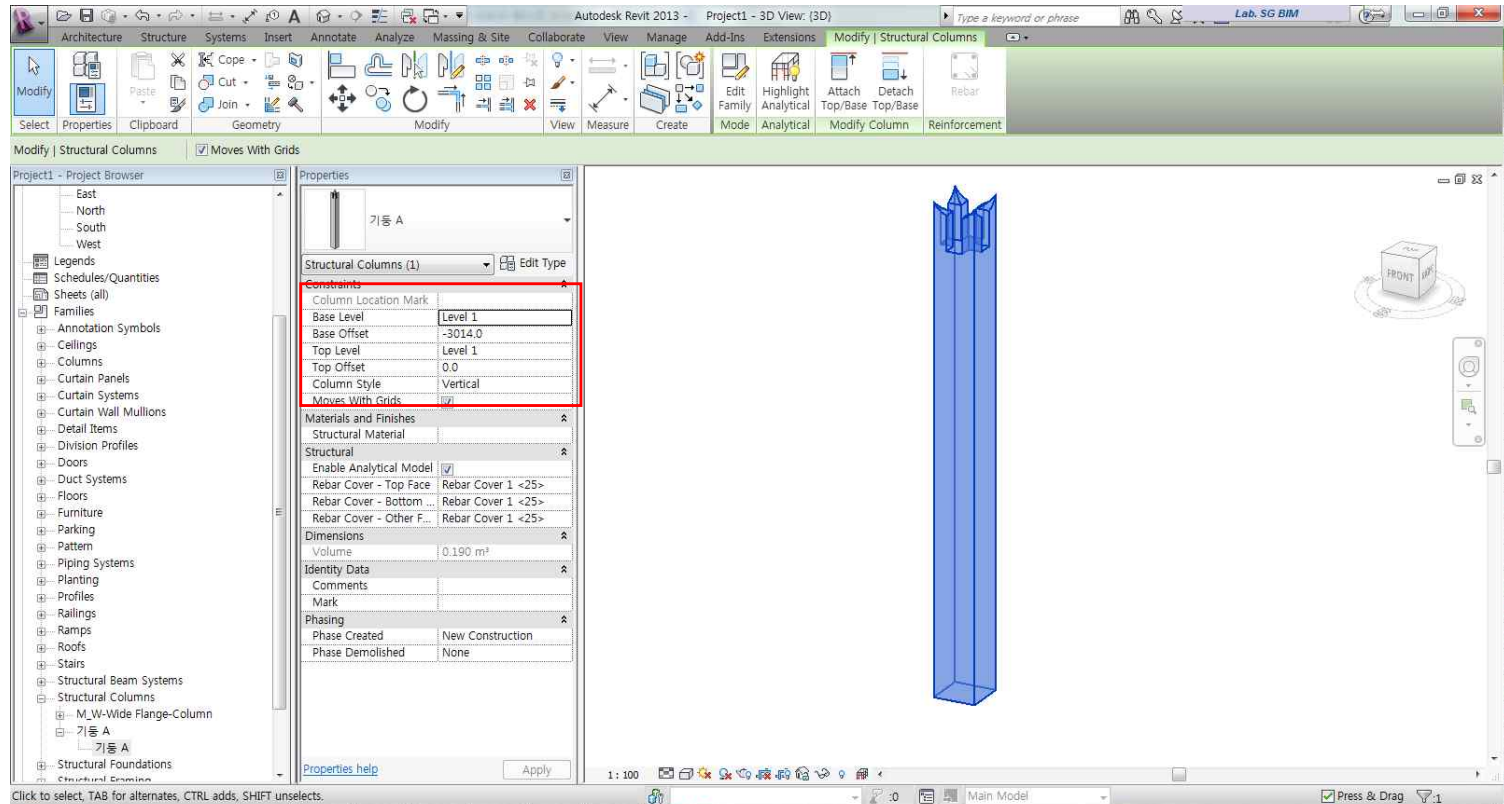 Autodesk Revit 2013 - Project1 - 3D View: {3D}
Type a keyword or phrase
Lab. SG BIM
Architecture Structure Systems Insert Annotate Analyze Massing & Site Collaborate View Manage Add-Ins Extensions Modify | Structural Columns
Modify
Paste
Cope
Cut
Join
Edit Family
Highlight Analytical
Attach Top/Base
Detach Top/Base
Rebar
Select Properties Clipboard Geometry Modify View Measure Create Mode Analytical Modify Column Reinforcement
Modify | Structural Columns Moves With Grids
Project1 - Project Browser
East
North
South
West
Legends
Schedules/Quantities
Sheets (all)
Families
Annotation Symbols
Ceilings
Columns
Curtain Panels
Curtain Systems
Curtain Wall Mullions
Detail Items
Division Profiles
Doors
Duct Systems
Floors
Furniture
Parking
Pattern
Piping Systems
Planting
Profiles
Railings
Ramps
Roofs
Stairs
Structural Beam Systems
Structural Columns
M_W-Wide Flange-Column
기둥 A
기둥 A
Structural Foundations
Structural Framing
Properties
기둥 A
Structural Columns (1) Edit Type
Constraints
Column Location Mark
Base Level Level 1
Base Offset -3014.0
Top Level Level 1
Top Offset 0.0
Column Style Vertical
Moves With Grids
Materials and Finishes
Structural Material
Structural
Enable Analytical Model
Rebar Cover - Top Face Rebar Cover 1 <25>
Rebar Cover - Bottom ... Rebar Cover 1 <25>
Rebar Cover - Other F... Rebar Cover 1 <25>
Dimensions
Volume 0.190 m³
Identity Data
Comments
Mark
Phasing
Phase Created New Construction
Phase Demolished None
Properties help Apply
FRONT
1 : 100
Click to select, TAB for alternates, CTRL adds, SHIFT unselects.
:0
Main Model
Press & Drag
:1